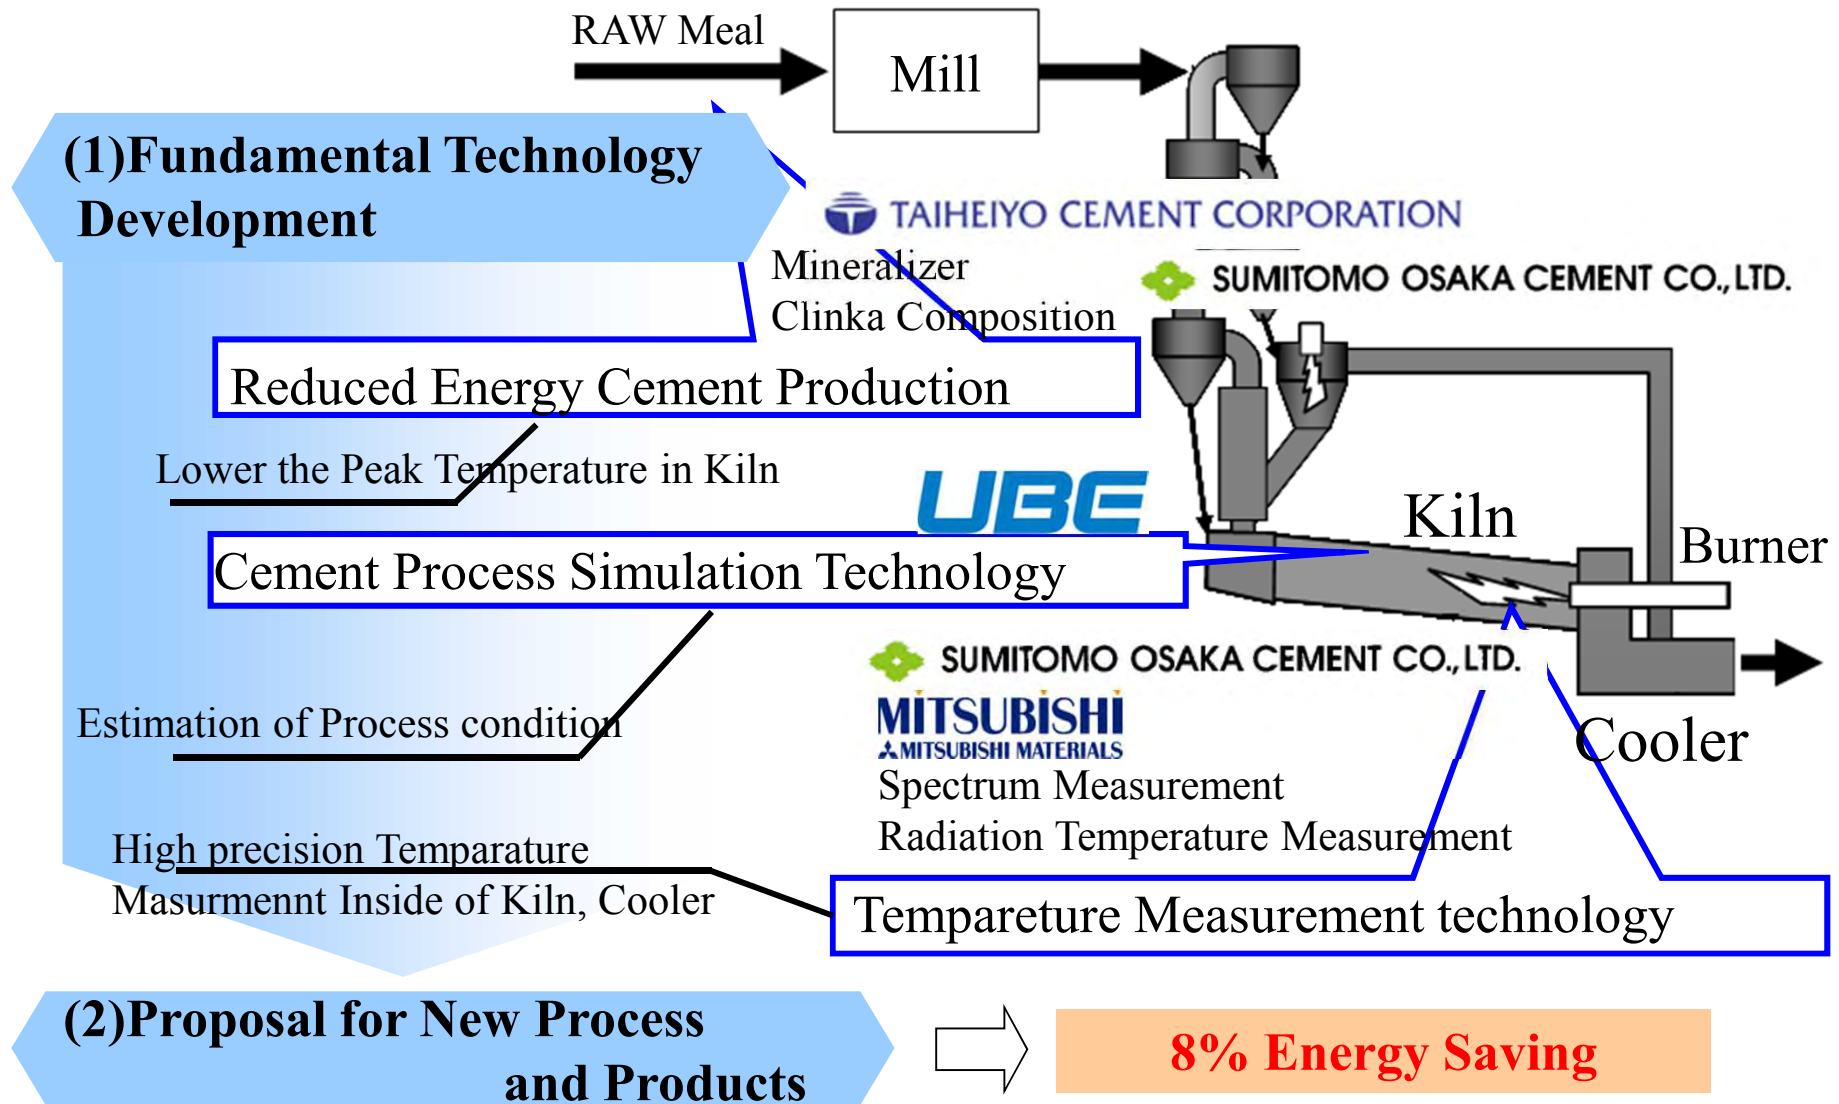 RAW Meal
Mill
(1)Fundamental Technology
Development
TAIHEIYO CEMENT CORPORATION
Mineralizer
Clinka Composition
SUMITOMO OSAKA CEMENT CO.,LTD.
Reduced Energy Cement Production
Lower the Peak Temperature in Kiln
UBE
Kiln
Burner
Cement Process Simulation Technology
SUMITOMO OSAKA CEMENT CO.,LTD.
MITSUBISHI
MITSUBISHI MATERIALS
Cooler
Estimation of Process condition
Spectrum Measurement
Radiation Temperature Measurement
High precision Temparature
Masurmennt Inside of Kiln, Cooler
Tempareture Measurement technology
(2)Proposal for New Process
and Products
8% Energy Saving